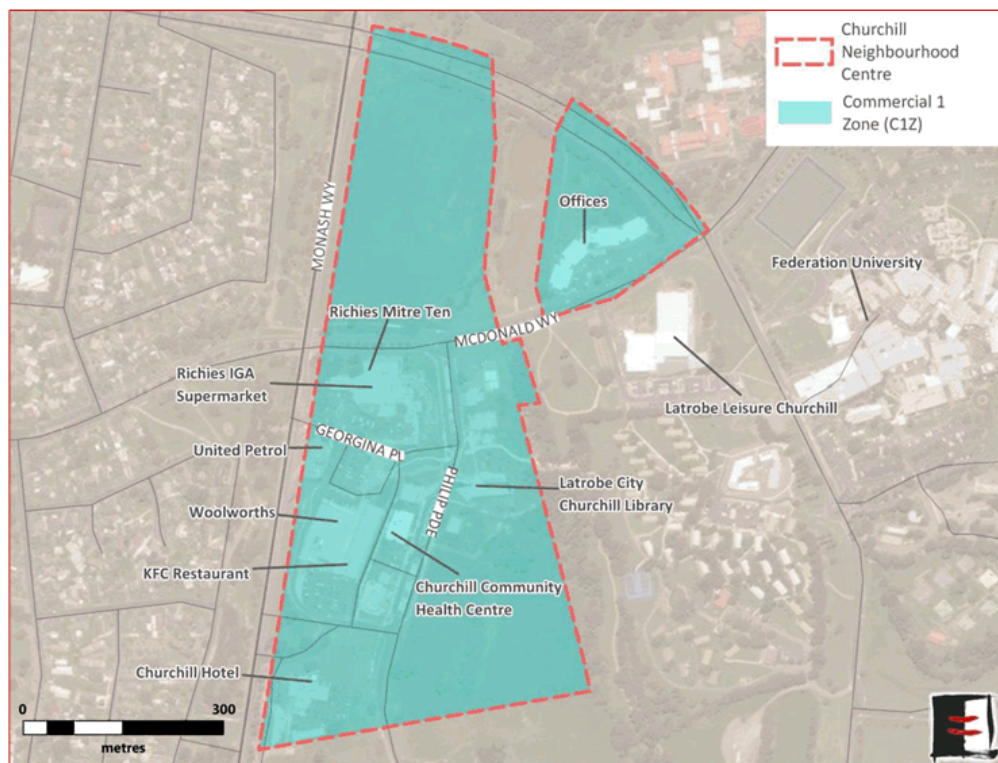 Churchill
Neighbourhood
Centre
Commercial 1
Zone (C1Z)
Offices
MONASH WY
Federation University
Richies Mitre Ten
MCDONALD WY
Richies IGA
Supermarket
Latrobe Leisure Churchill
GEORGINA PL
United Petrol
PHILIP PDE
Latrobe City
Churchill Library
Woolworths
KFC Restaurant
Churchill Community
Health Centre
Churchill Hotel
0
300
metres